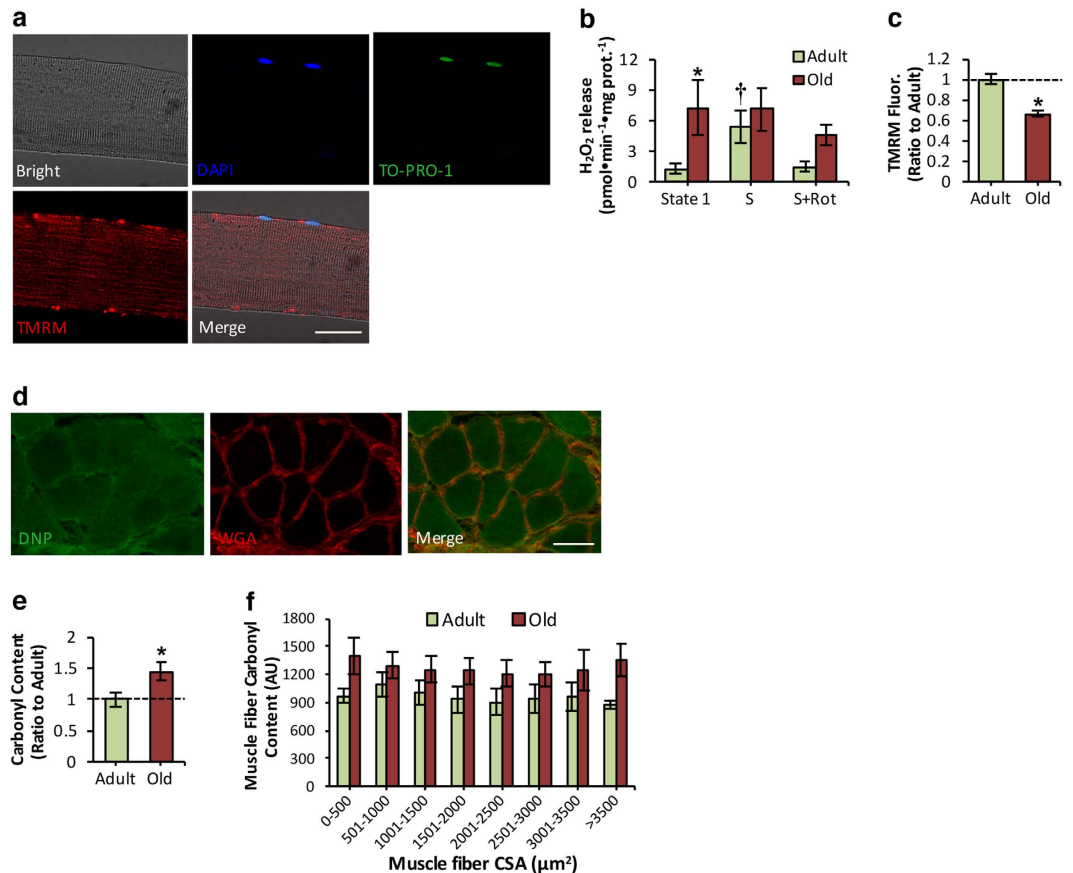 a
Bright
DAPI
TO-PRO-1
TMRM
Merge
b
H₂O₂ release
(pmol•min⁻¹•mg prot.⁻¹)
15
12
9
6
3
0
*
†
Adult
Old
State 1
S
S+Rot
c
TMRM Fluor.
(Ratio to Adult)
1.4
1.2
1
0.8
0.6
0.4
0.2
0
*
Adult
Old
d
DNP
WGA
Merge
e
Carbonyl Content
(Ratio to Adult)
2
1.5
1
0.5
0
*
Adult
Old
f
Muscle Fiber Carbonyl
Content (AU)
1800
1500
1200
900
600
300
0
Adult
Old
0-500
501-1000
1001-1500
1501-2000
2001-2500
2501-3000
3001-3500
>3500
Muscle fiber CSA (µm²)